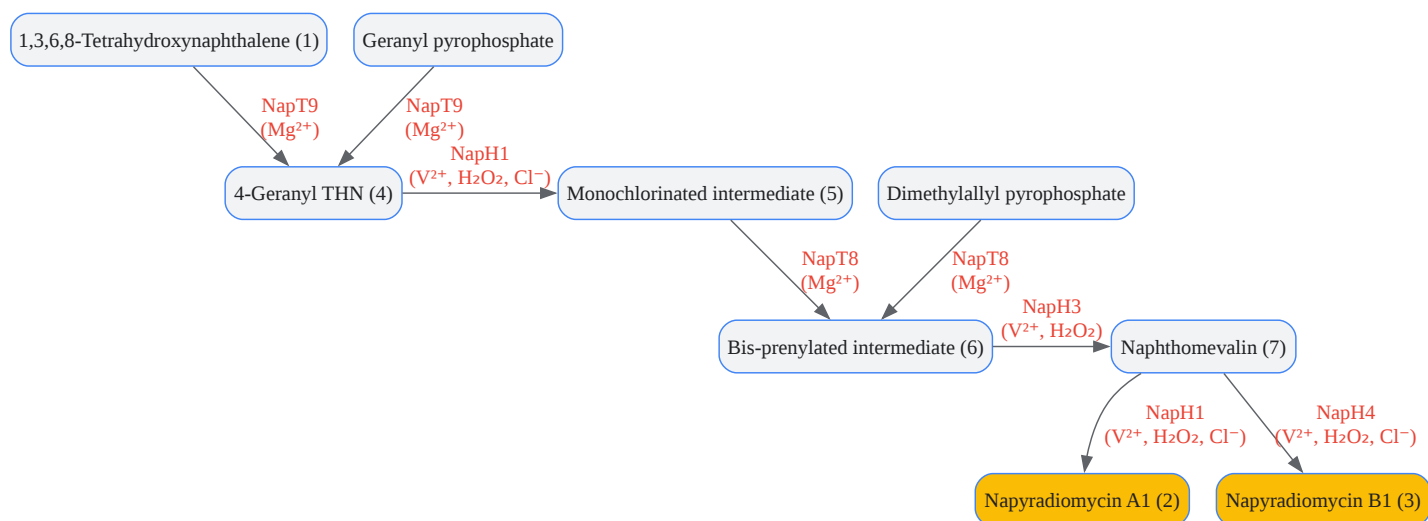 1,3,6,8-Tetrahydroxynaphthalene (1)
Geranyl pyrophosphate
NapT9
(Mg²⁺)
NapT9
(Mg²⁺)
4-Geranyl THN (4)
NapH1
(V²⁺, H₂O₂, Cl⁻)
Monochlorinated intermediate (5)
Dimethylallyl pyrophosphate
NapT8
(Mg²⁺)
NapT8
(Mg²⁺)
Bis-prenylated intermediate (6)
NapH3
(V²⁺, H₂O₂)
Naphthomevalin (7)
NapH1
(V²⁺, H₂O₂, Cl⁻)
NapH4
(V²⁺, H₂O₂, Cl⁻)
Napyradiomycin A1 (2)
Napyradiomycin B1 (3)